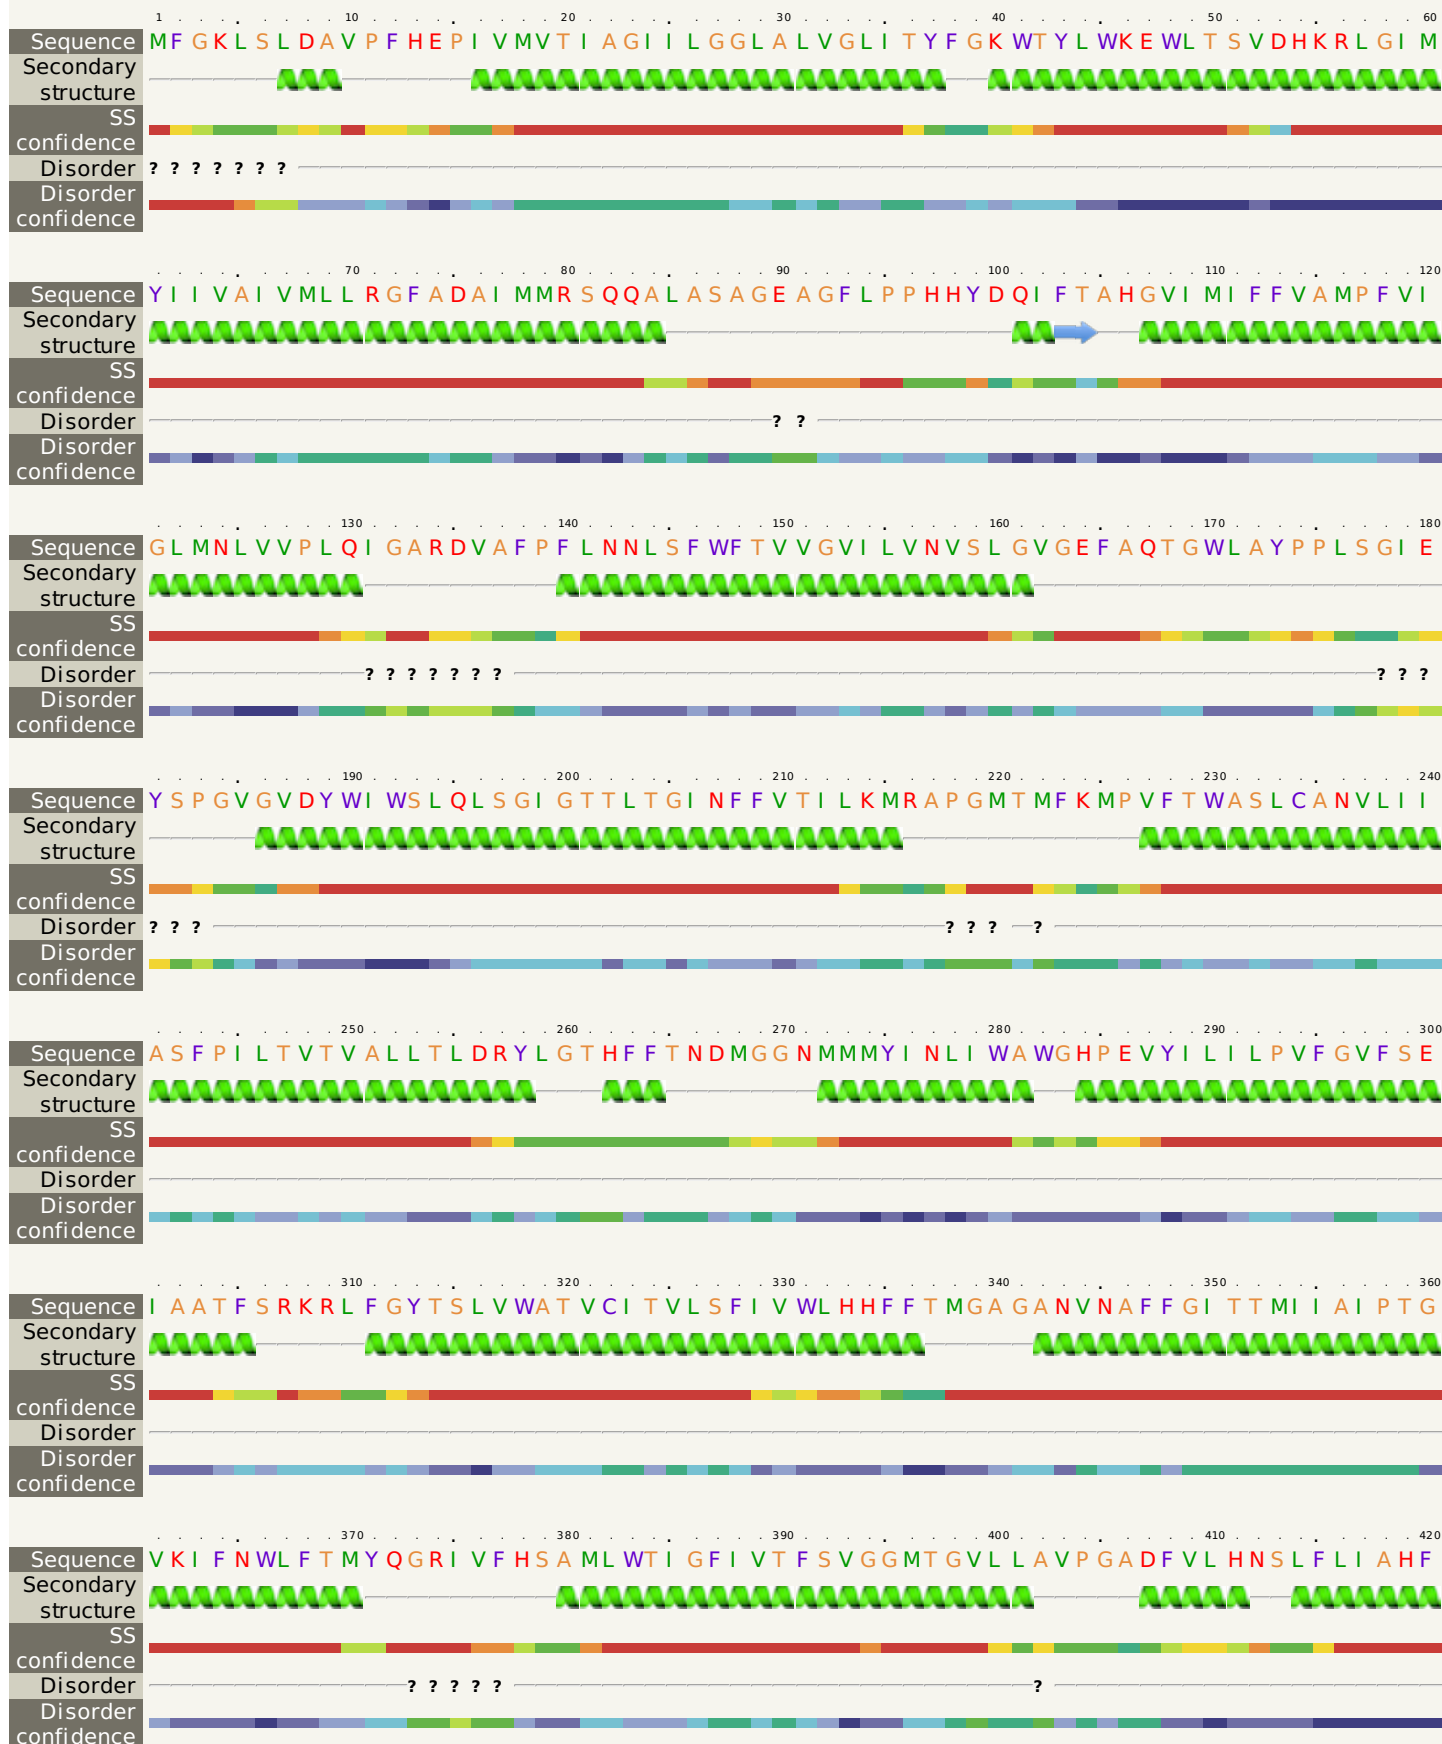 1 10 20 30 40 50 60
Sequence MFGKLSLDAVPFHEPIVMVTIAGIILGGLALVGLITYFGKWTYLWKEWLTSVDHKRLGIM
Secondary
structure
SS
confidence
Disorder ? ? ? ? ? ? ?
Disorder
confidence
70 80 90 100 110 120
Sequence YIIVAIVMLLRGFADAIMMRSQQALASAGEAGFLPPHHYDQIFTAHGVIMIFFVAMPFVI
Secondary
structure
SS
confidence
Disorder ? ?
Disorder
confidence
130 140 150 160 170 180
Sequence GLMNLVVPLQIGARDVAFPFLNNLSFWFTVVGVILVNVSLGVGEFAQTGWLAYPPLSGIE
Secondary
structure
SS
confidence
Disorder ? ? ? ? ? ? ? ? ? ?
Disorder
confidence
190 200 210 220 230 240
Sequence YSPGVGVDYWIWSLQLSGIGTTLTGINFFVTILKMRAPGMTMFKMPVFTWASLCANVLII
Secondary
structure
SS
confidence
Disorder ? ? ? ? ? ? ?
Disorder
confidence
250 260 270 280 290 300
Sequence ASFPILTVTVALLTLDRYLGTHFFTNDMGGNMMMYINLIWAWGHPEVYILILPVFGVFSE
Secondary
structure
SS
confidence
Disorder
Disorder
confidence
310 320 330 340 350 360
Sequence IAATFSRKRLFGYTSLVWATVCITVLSFIVWLHHFFTMGAGANVNAFFGITTMIIAIPTG
Secondary
structure
SS
confidence
Disorder
Disorder
confidence
370 380 390 400 410 420
Sequence VKIFNWLFTMYQGRIVFHSAMLWTIGFIVTFSVGGMTGVLLAVPGADFVLHNSLFLIAHF
Secondary
structure
SS
confidence
Disorder ? ? ? ? ? ?
Disorder
confidence